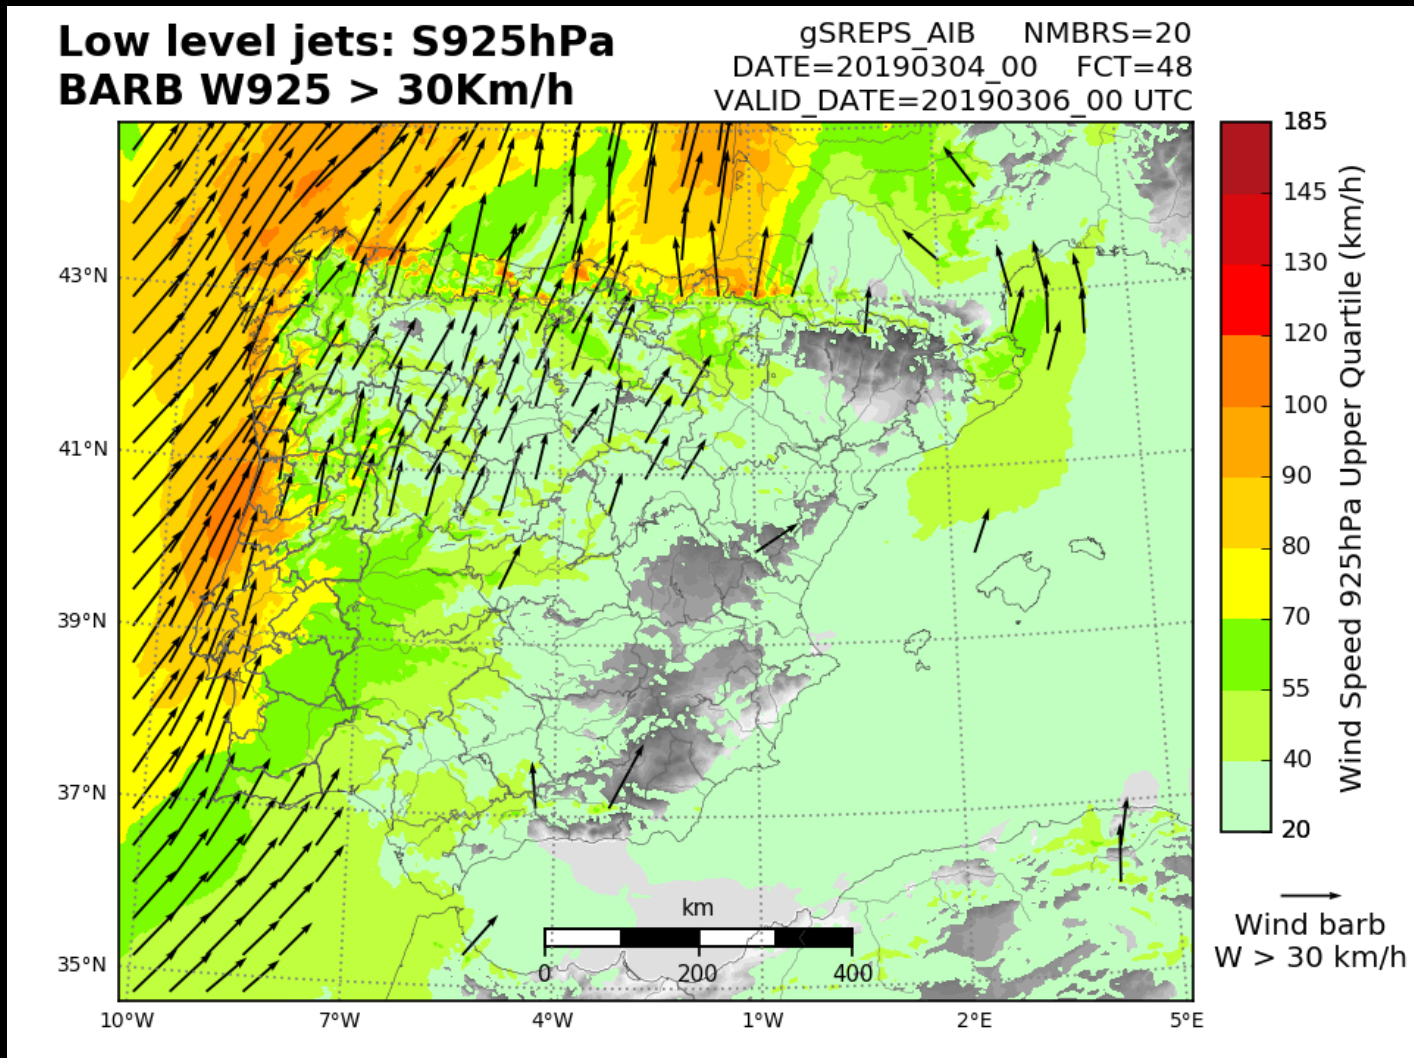 Low level jets: S925hPa
BARB W925 > 30Km/h
gSREPS_AIB NMBRS=20
DATE=20190304_00 FCT=48
VALID_DATE=20190306_00 UTC
43°N
41°N
39°N
37°N
35°N
10°W
7°W
4°W
1°W
2°E
5°E
km
0
200
400
185
145
130
120
100
90
80
70
55
40
20
Wind Speed 925hPa Upper Quartile (km/h)
Wind barb
W > 30 km/h